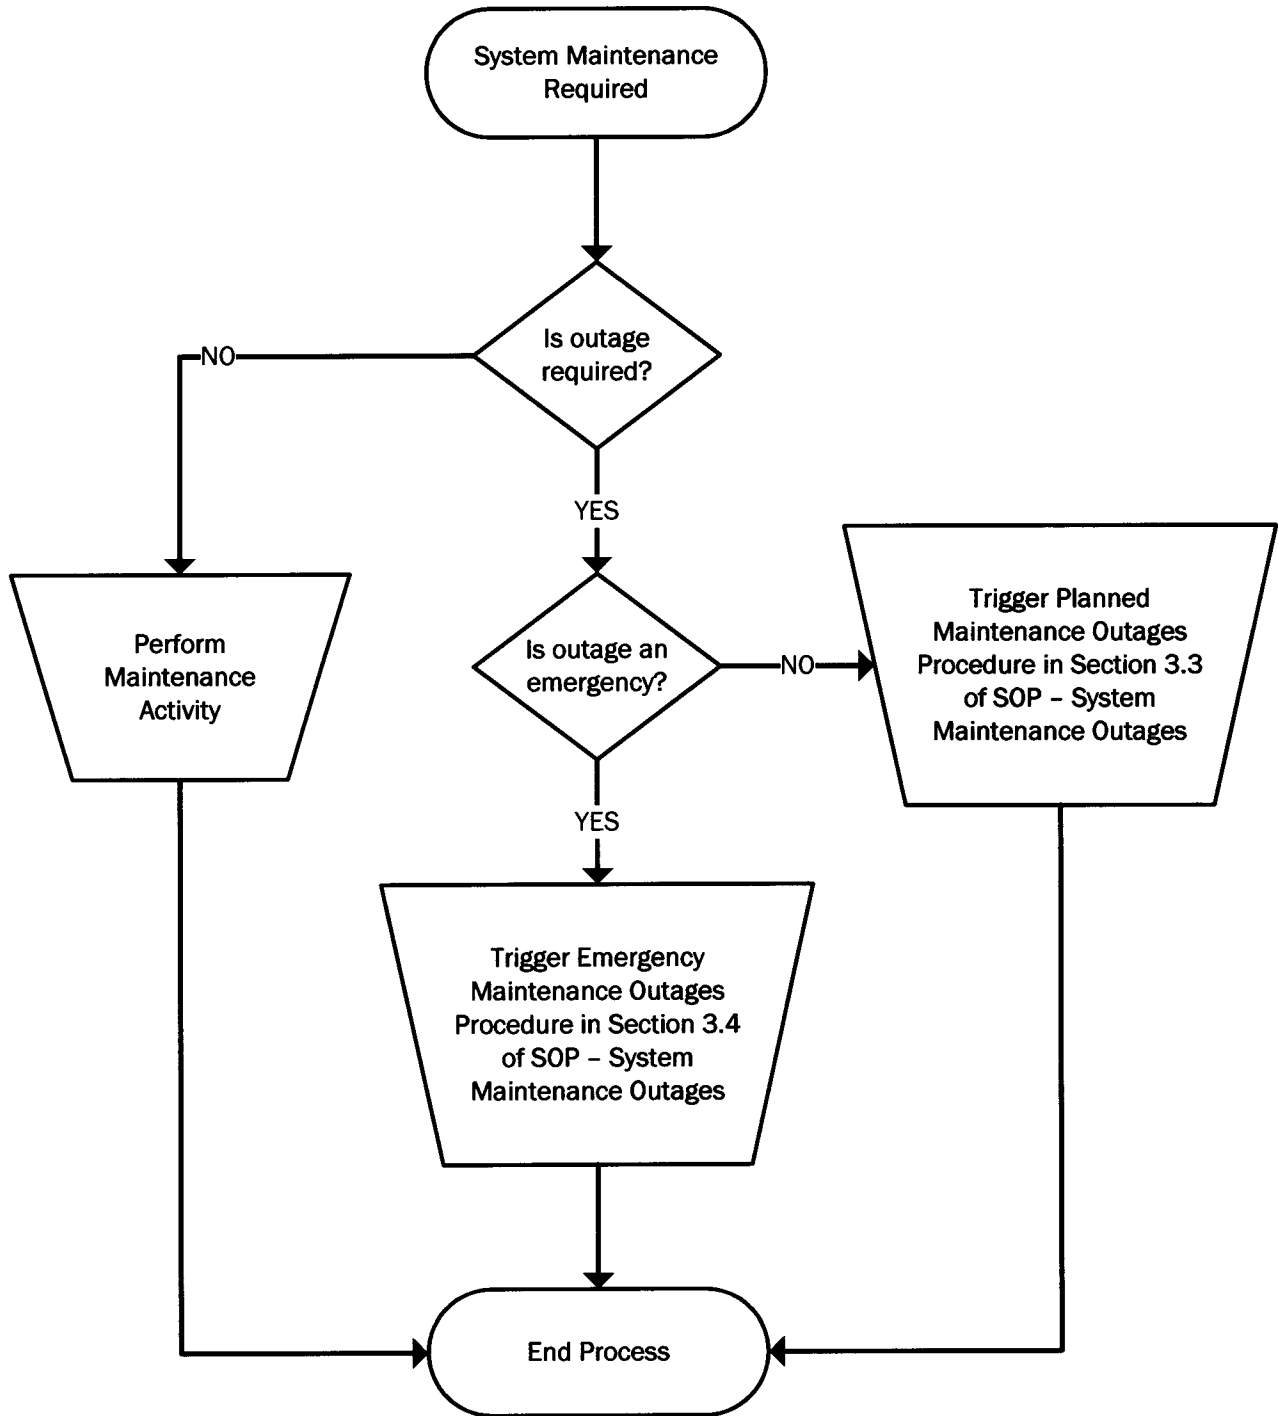 System Maintenance
Required
Is outage
required?
NO
YES
Perform
Maintenance
Activity
Is outage an
emergency?
NO
Trigger Planned
Maintenance Outages
Procedure in Section 3.3
of SOP – System
Maintenance Outages
YES
Trigger Emergency
Maintenance Outages
Procedure in Section 3.4
of SOP – System
Maintenance Outages
End Process